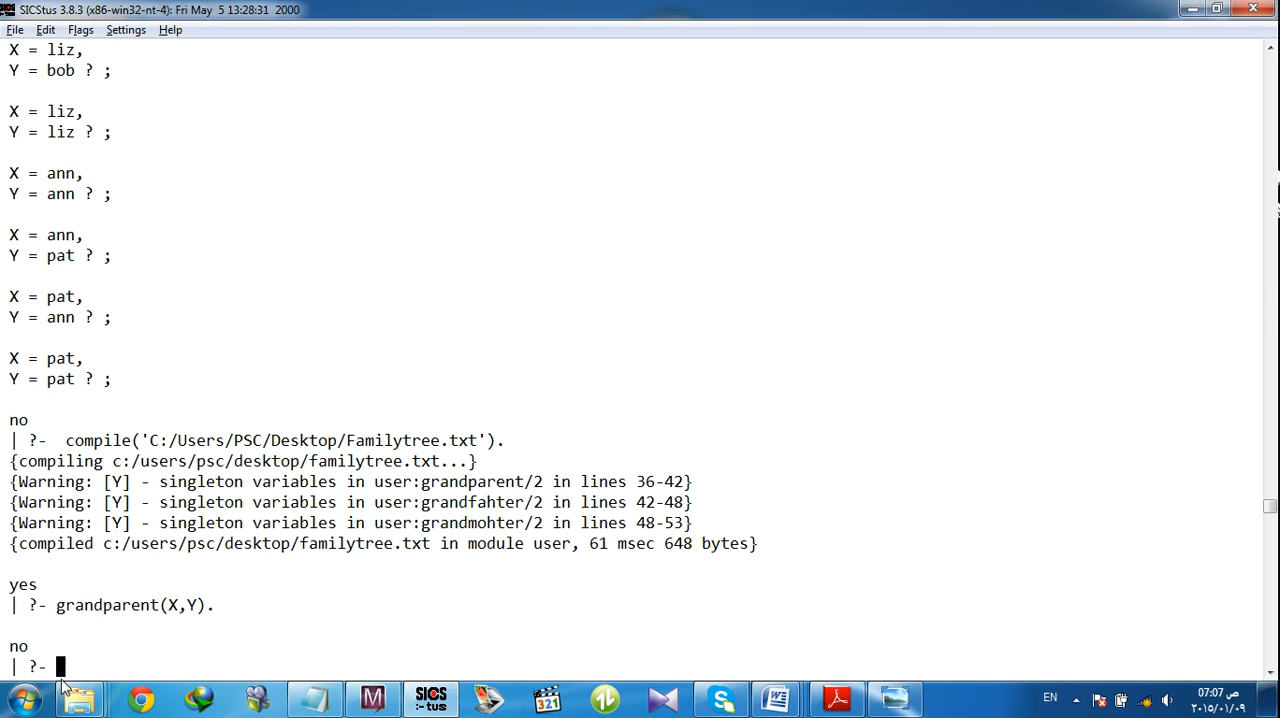 SICStus 3.8.3 (x86-win32-nt-4): Fri May  5 13:28:31  2000
File Edit Flags Settings Help
X = liz,
Y = bob ? ;
X = liz,
Y = liz ? ;
X = ann,
Y = ann ? ;
X = ann,
Y = pat ? ;
X = pat,
Y = ann ? ;
X = pat,
Y = pat ? ;
no
| ?-  compile('C:/Users/PSC/Desktop/Familytree.txt').
{compiling c:/users/psc/desktop/familytree.txt...}
{Warning: [Y] - singleton variables in user:grandparent/2 in lines 36-42}
{Warning: [Y] - singleton variables in user:grandfahter/2 in lines 42-48}
{Warning: [Y] - singleton variables in user:grandmohter/2 in lines 48-53}
{compiled c:/users/psc/desktop/familytree.txt in module user, 61 msec 648 bytes}
yes
| ?- grandparent(X,Y).
no
| ?-
M
SICS
:-tus
321
EN
07:07 ص
٢٠١٥/٠١/٠٩